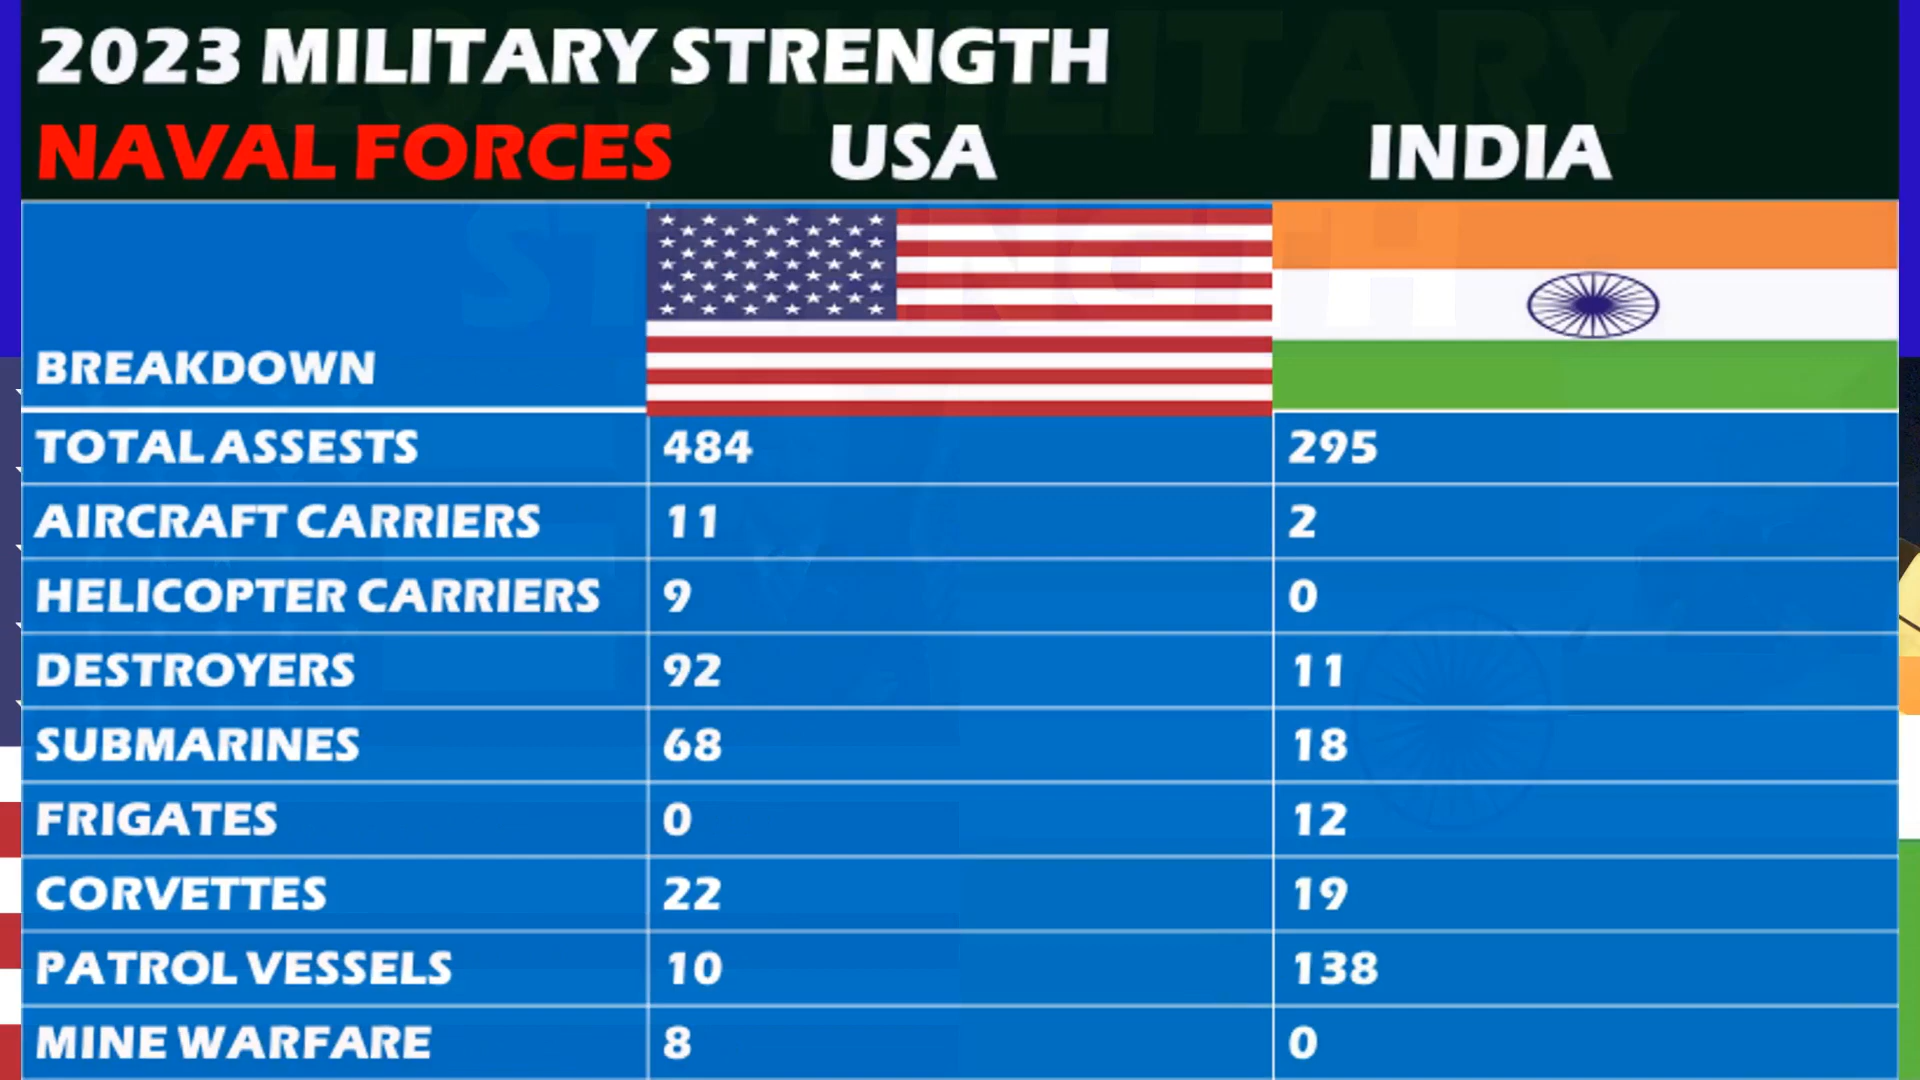 2023 MILITARY STRENGTH
NAVAL FORCES USA INDIA
BREAKDOWN
TOTAL ASSESTS 484 295
AIRCRAFT CARRIERS 11 2
HELICOPTER CARRIERS 9 0
DESTROYERS 92 11
SUBMARINES 68 18
FRIGATES 0 12
CORVETTES 22 19
PATROL VESSELS 10 138
MINE WARFARE 8 0